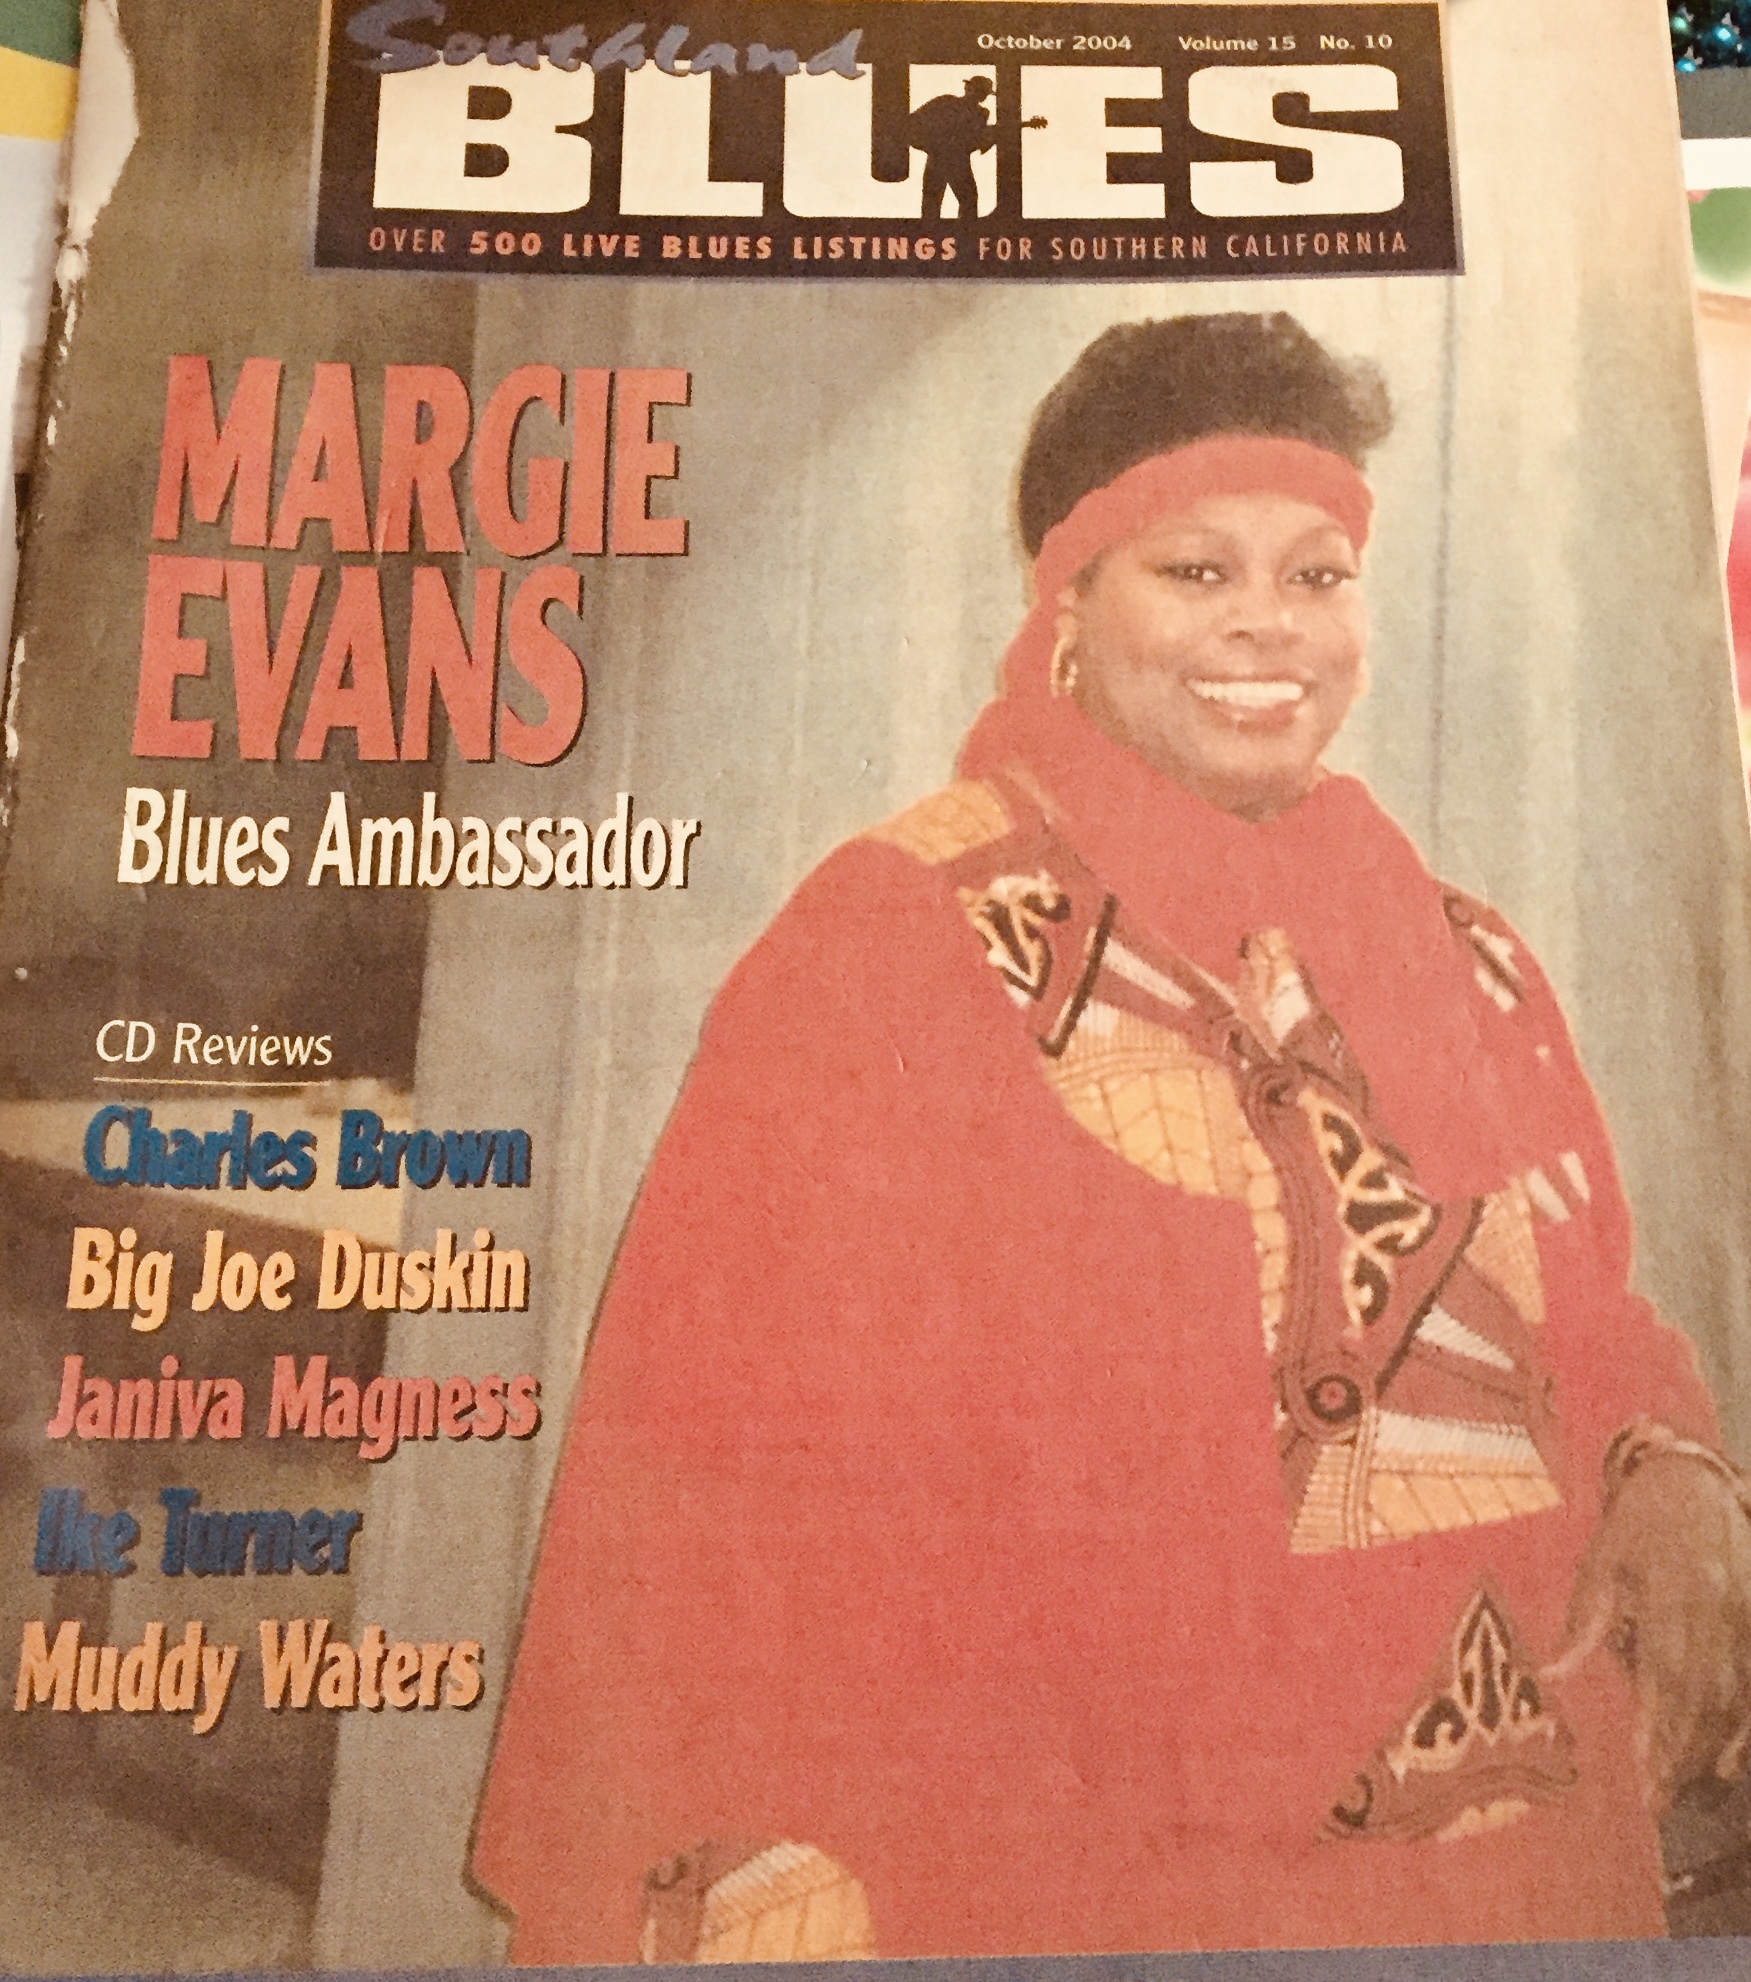 Southland
October 2004 Volume 15 No. 10
BLUES
OVER 500 LIVE BLUES LISTINGS FOR SOUTHERN CALIFORNIA
MARGIE
EVANS
Blues Ambassador
CD Reviews
Charles Brown
Big Joe Duskin
Janiva Magness
Ike Turner
Muddy Waters